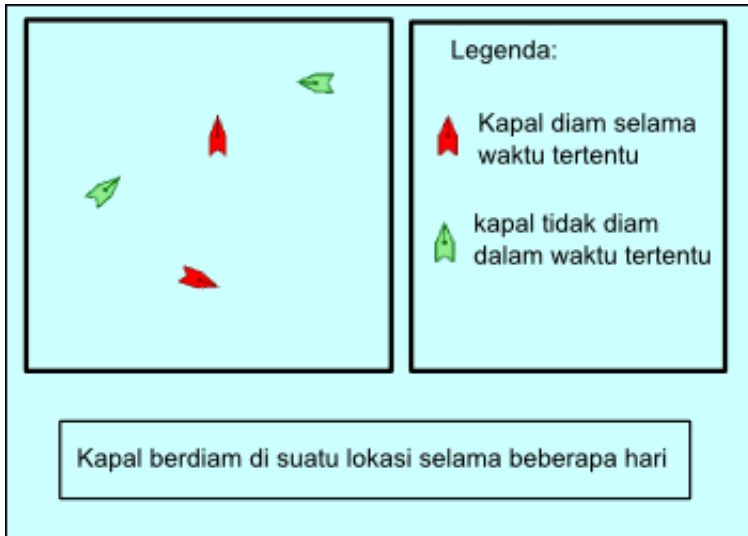 Legenda:
Kapal diam selama
waktu tertentu
kapal tidak diam
dalam waktu tertentu
Kapal berdiam di suatu lokasi selama beberapa hari